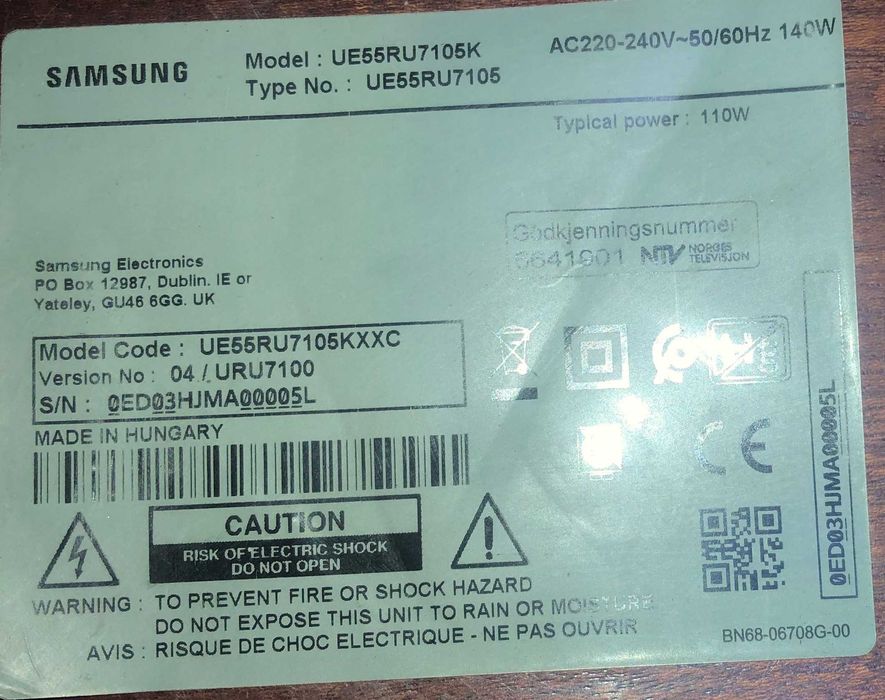 SAMSUNG
Model : UE55RU7105K
Type No. : UE55RU7105
AC220-240V~50/60Hz 140W
Typical power : 110W
Godkjenningsnummer
6641901 NTV NORGES TELEVISJON
Samsung Electronics
PO Box 12987, Dublin. IE or
Yateley, GU46 6GG. UK
Model Code : UE55RU7105KXXC
Version No : 04 / URU7100
S/N : 0ED03HJMA00005L
MADE IN HUNGARY
CE
0ED03HJMA00005L
CAUTION
RISK OF ELECTRIC SHOCK
DO NOT OPEN
WARNING : TO PREVENT FIRE OR SHOCK HAZARD
DO NOT EXPOSE THIS UNIT TO RAIN OR MOISTURE
AVIS : RISQUE DE CHOC ELECTRIQUE - NE PAS OUVRIR
BN68-06708G-00